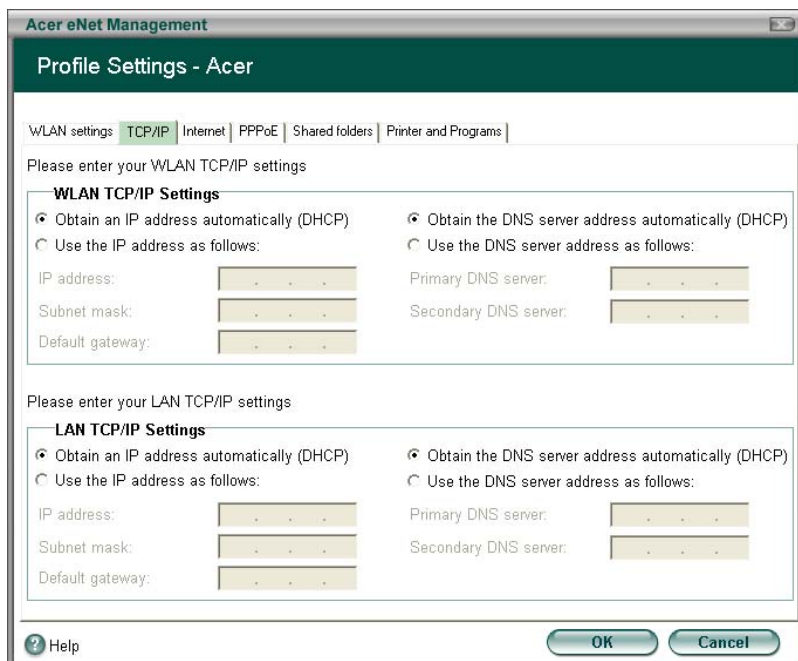 Acer eNet Management
Profile Settings - Acer
WLAN settings TCP/IP Internet PPPoE Shared folders Printer and Programs
Please enter your WLAN TCP/IP settings
WLAN TCP/IP Settings
Obtain an IP address automatically (DHCP) Obtain the DNS server address automatically (DHCP)
Use the IP address as follows: Use the DNS server address as follows:
IP address: . . . Primary DNS server: . . .
Subnet mask: . . . Secondary DNS server: . . .
Default gateway: . . .
Please enter your LAN TCP/IP settings
LAN TCP/IP Settings
Obtain an IP address automatically (DHCP) Obtain the DNS server address automatically (DHCP)
Use the IP address as follows: Use the DNS server address as follows:
IP address: . . . Primary DNS server: . . .
Subnet mask: . . . Secondary DNS server: . . .
Default gateway: . . .
? Help OK Cancel